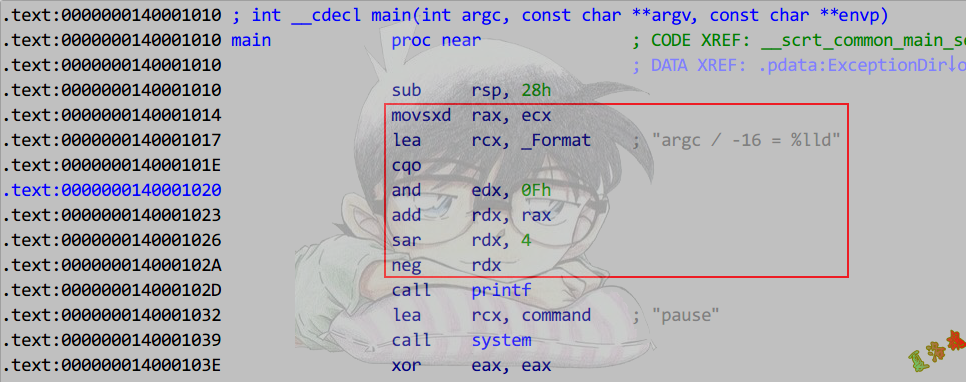 .text:0000000140001010 ; int __cdecl main(int argc, const char **argv, const char **envp)
.text:0000000140001010 main proc near ; CODE XREF: __scrt_common_main_se
.text:0000000140001010 ; DATA XREF: .pdata:ExceptionDir↓o
.text:0000000140001010 sub rsp, 28h
.text:0000000140001014 movsxd rax, ecx
.text:0000000140001017 lea rcx, _Format ; "argc / -16 = %lld"
.text:000000014000101E cqo
.text:0000000140001020 and edx, 0Fh
.text:0000000140001023 add rdx, rax
.text:0000000140001026 sar rdx, 4
.text:000000014000102A neg rdx
.text:000000014000102D call printf
.text:0000000140001032 lea rcx, command ; "pause"
.text:0000000140001039 call system
.text:000000014000103E xor eax, eax